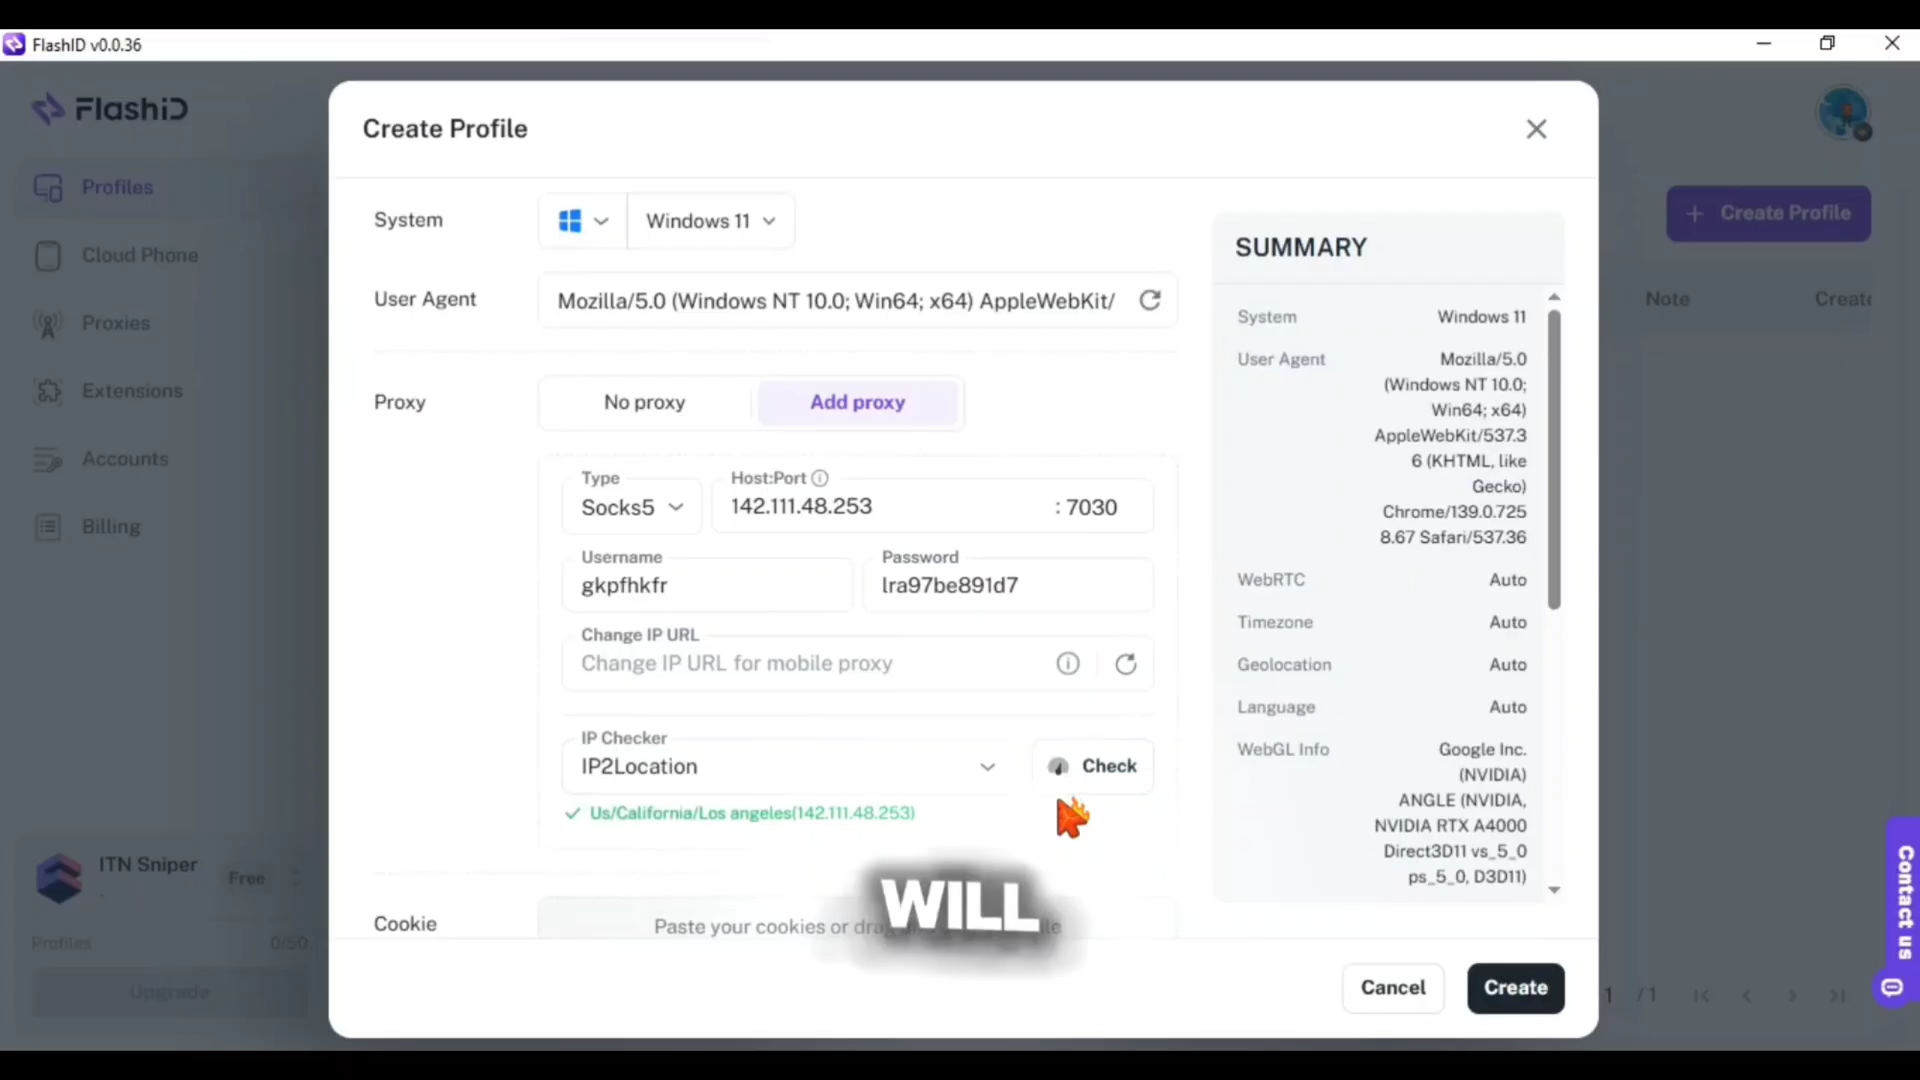 FlashID v0.0.36
FlashID
Profiles
Cloud Phone
Proxies
Extensions
Accounts
Billing
ITN Sniper
Free
Profiles
0/50
Upgrade
Create Profile
System
Windows 11
User Agent
Mozilla/5.0 (Windows NT 10.0; Win64; x64) AppleWebKit/
Proxy
No proxy
Add proxy
Type
Socks5
Host:Port
142.111.48.253
: 7030
Username
gkpfhkfr
Password
lra97be891d7
Change IP URL
Change IP URL for mobile proxy
IP Checker
IP2Location
Check
Us/California/Los angeles(142.111.48.253)
Cookie
Paste your cookies or
WILL
SUMMARY
System
Windows 11
User Agent
Mozilla/5.0
(Windows NT 10.0;
Win64; x64)
AppleWebKit/537.3
6 (KHTML, like
Gecko)
Chrome/139.0.725
8.67 Safari/537.36
WebRTC
Auto
Timezone
Auto
Geolocation
Auto
Language
Auto
WebGL Info
Google Inc.
(NVIDIA)
ANGLE (NVIDIA,
NVIDIA RTX A4000
Direct3D11 vs_5_0
ps_5_0, D3D11)
Cancel
Create
+ Create Profile
Note
Create
1 / 1
Contact us